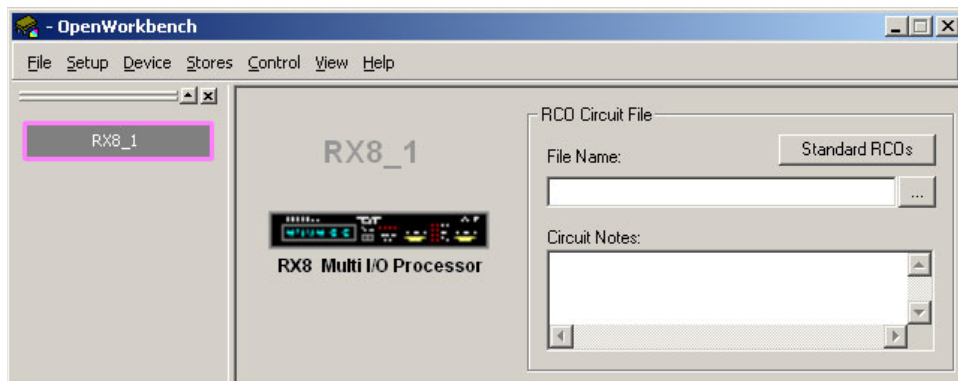 - OpenWorkbench
File Setup Device Stores Control View Help
RX8_1
RX8_1
RX8 Multi I/O Processor
RCO Circuit File
File Name:
Standard RCOs
...
Circuit Notes: